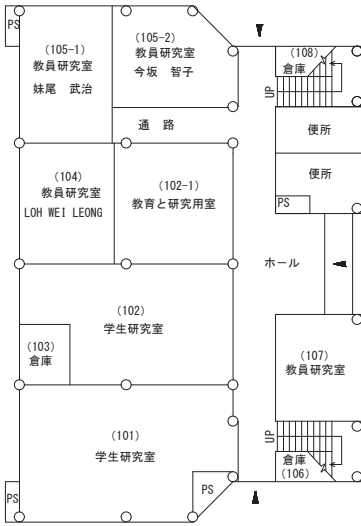 PS
(105-1)
教員研究室
妹尾 武治
(105-2)
教員研究室
今坂 智子
(108)
倉庫
UP
通 路
便所
便所
PS
(104)
教員研究室
LOH WEI LEONG
(102-1)
教育と研究用室
ホール
(102)
学生研究室
(103)
倉庫
(107)
教員研究室
(101)
学生研究室
UP
倉庫
(106)
PS
PS